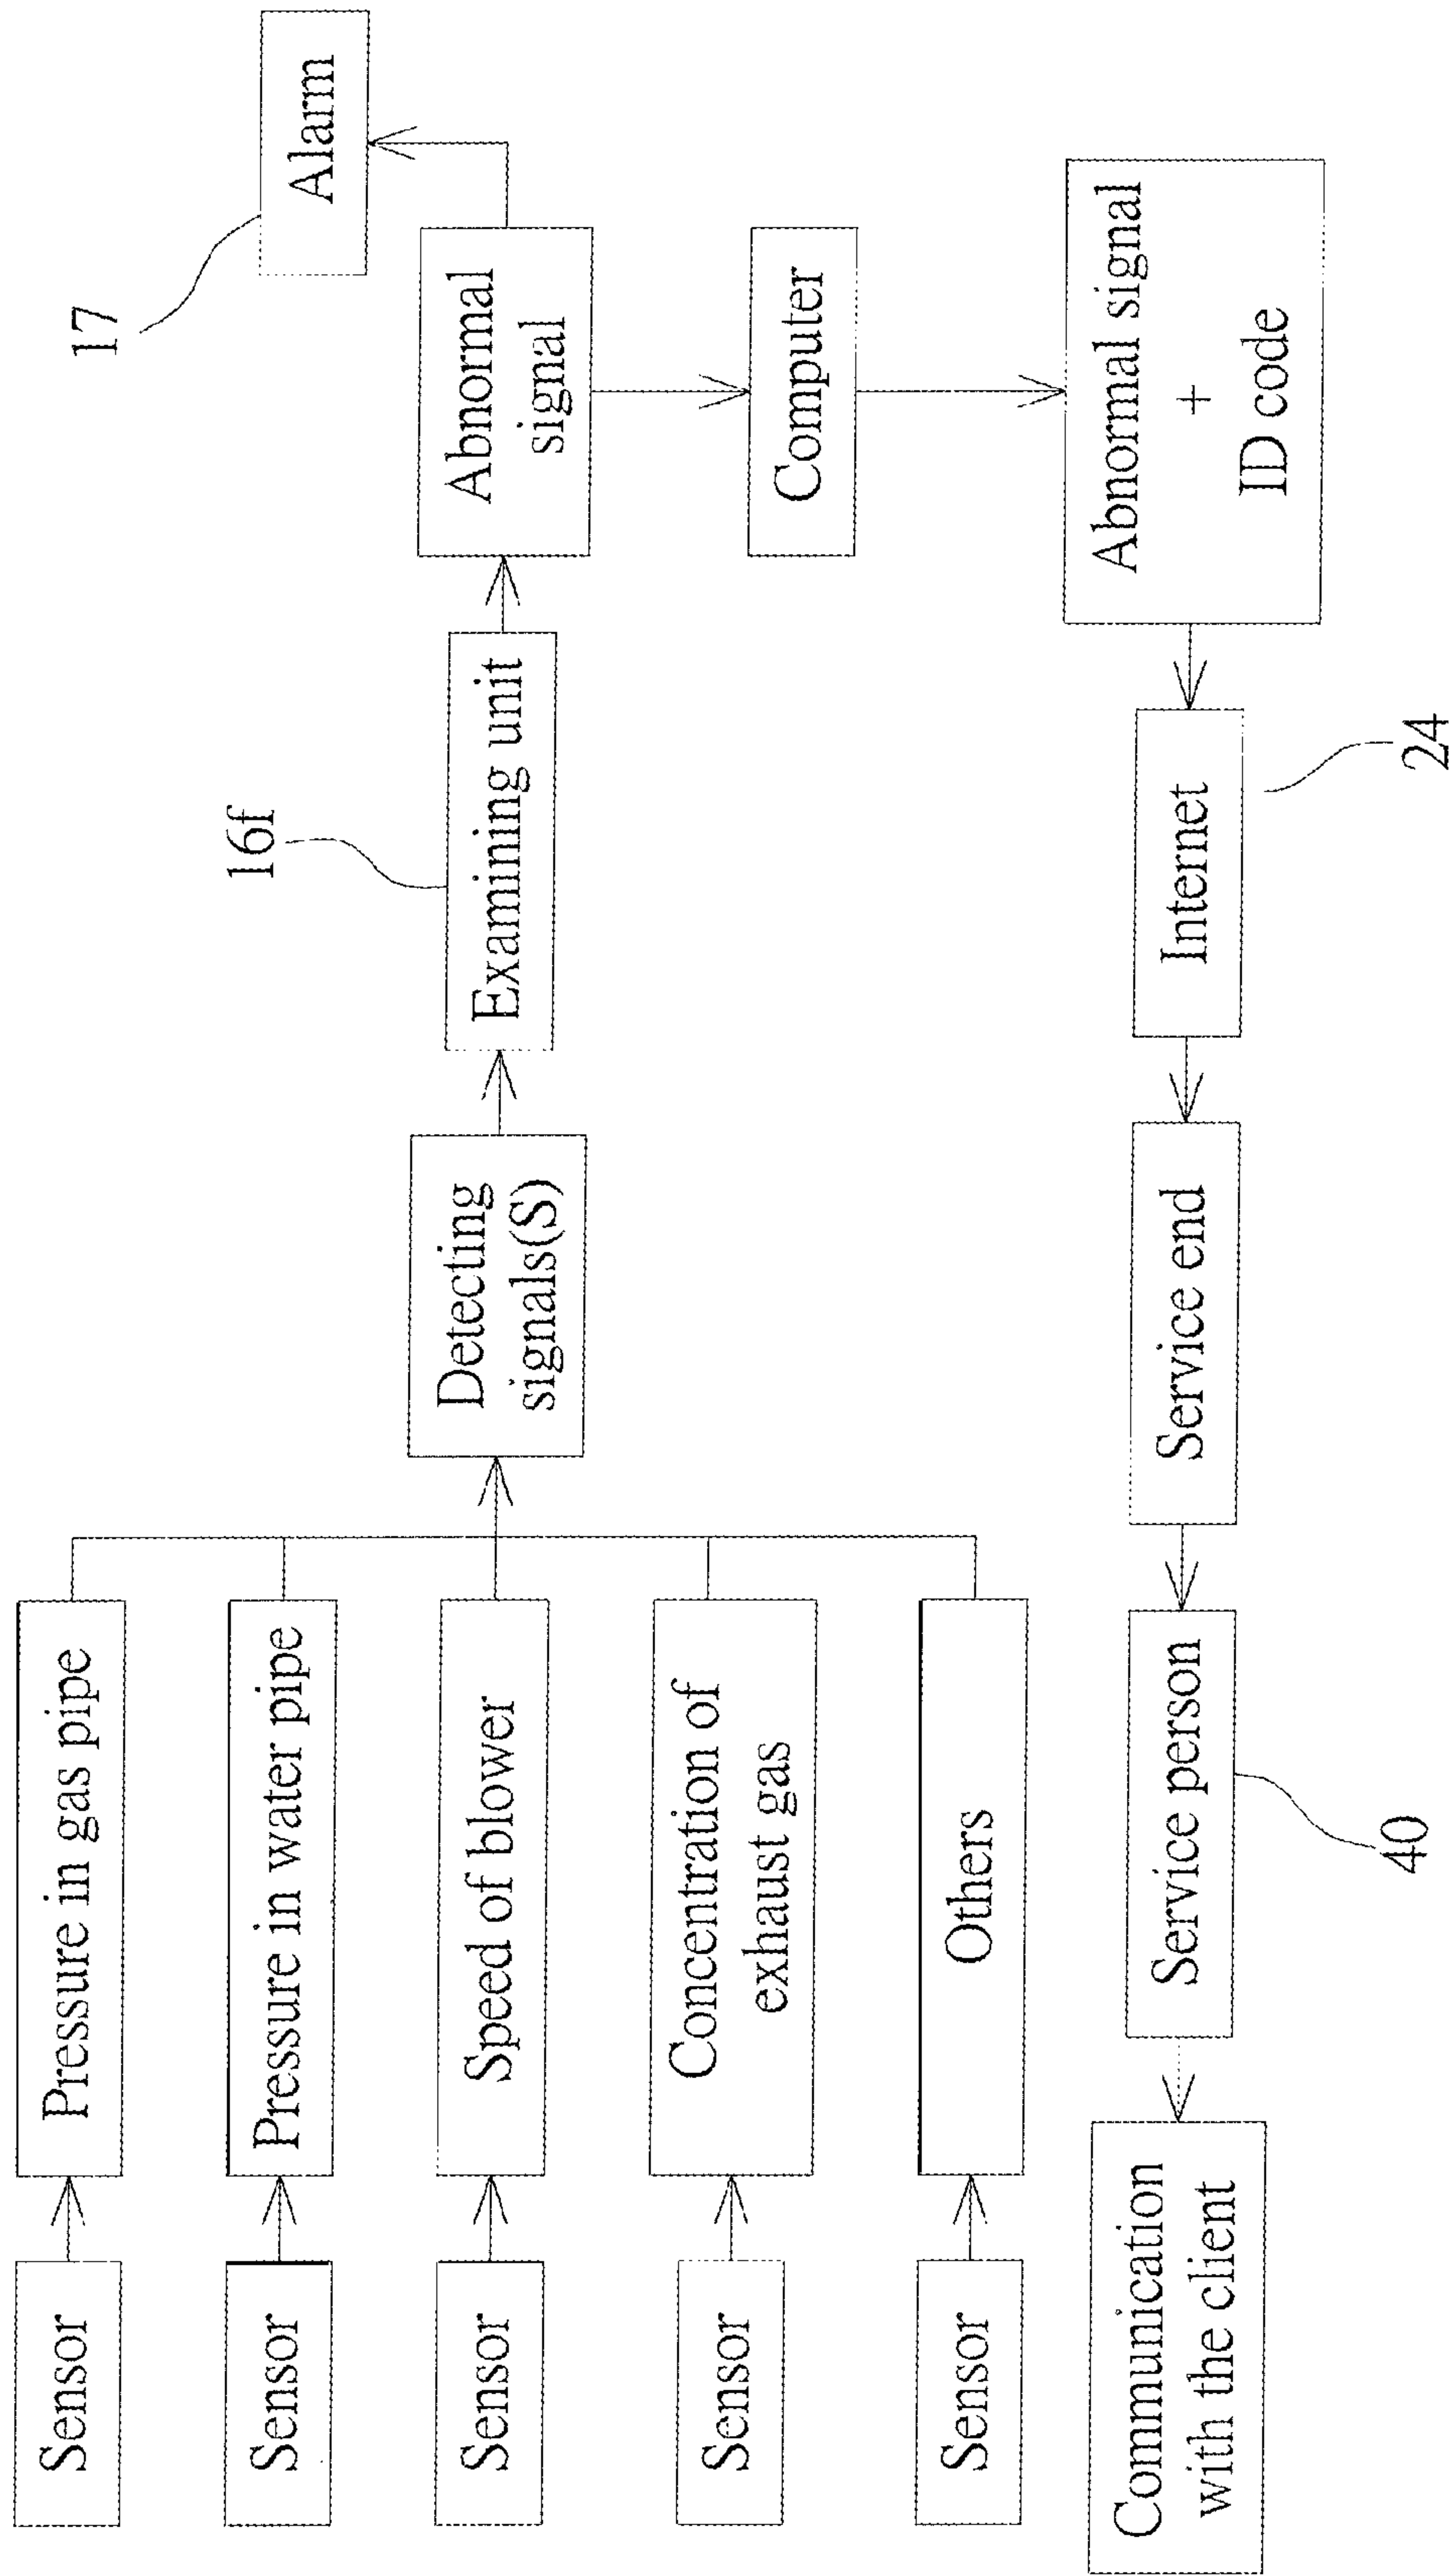 Sensor
Pressure in gas pipe
Sensor
Pressure in water pipe
Sensor
Speed of blower
Sensor
Concentration of
exhaust gas
Sensor
Others
Detecting
signals(S)
16f
Examining unit
Abnormal
signal
17
Alarm
Computer
Abnormal signal
+
ID code
Internet
24
Service end
Service person
40
Communication
with the client